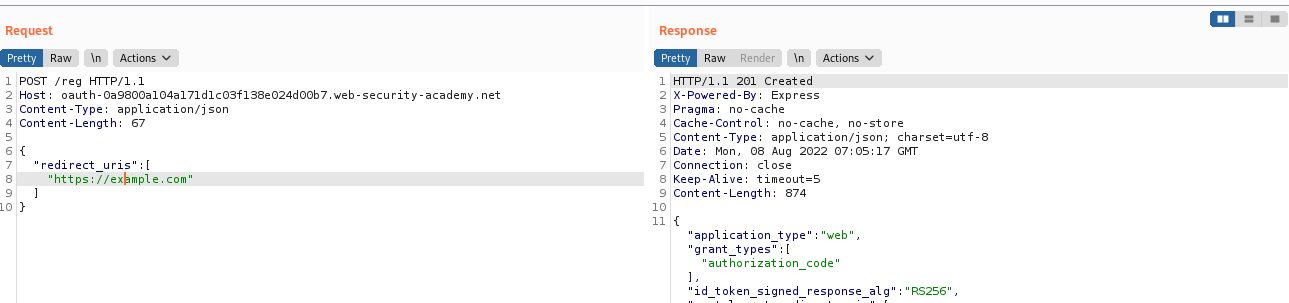 Request
Pretty Raw \n Actions
1 POST /reg HTTP/1.1
2 Host: oauth-0a9800a104a171d1c03f138e024d00b7.web-security-academy.net
3 Content-Type: application/json
4 Content-Length: 67
5
6 {
7 "redirect_uris":[
8 "https://example.com"
9 ]
10 }
Response
Pretty Raw Render \n Actions
1 HTTP/1.1 201 Created
2 X-Powered-By: Express
3 Pragma: no-cache
4 Cache-Control: no-cache, no-store
5 Content-Type: application/json; charset=utf-8
6 Date: Mon, 08 Aug 2022 07:05:17 GMT
7 Connection: close
8 Keep-Alive: timeout=5
9 Content-Length: 874
10
11 {
"application_type":"web",
"grant_types":[
"authorization_code"
],
"id_token_signed_response_alg":"RS256",